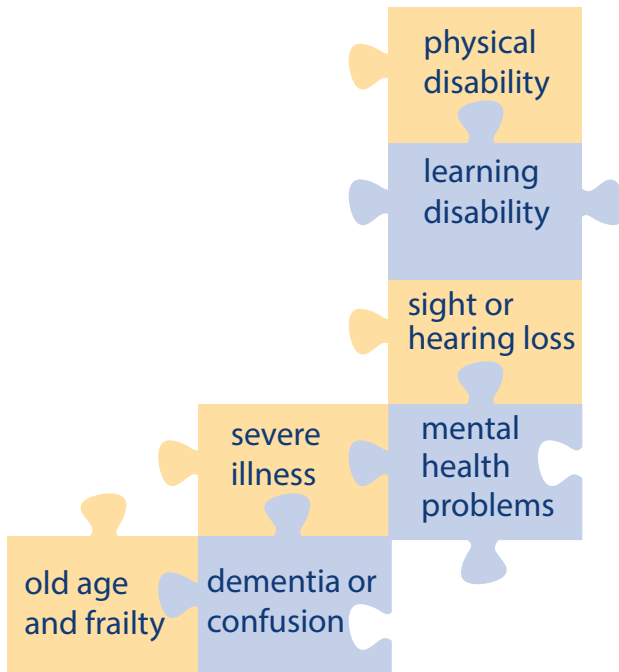 physical
disability
learning
disability
sight or
hearing loss
severe
illness
mental
health
problems
old age
and frailty
dementia or
confusion